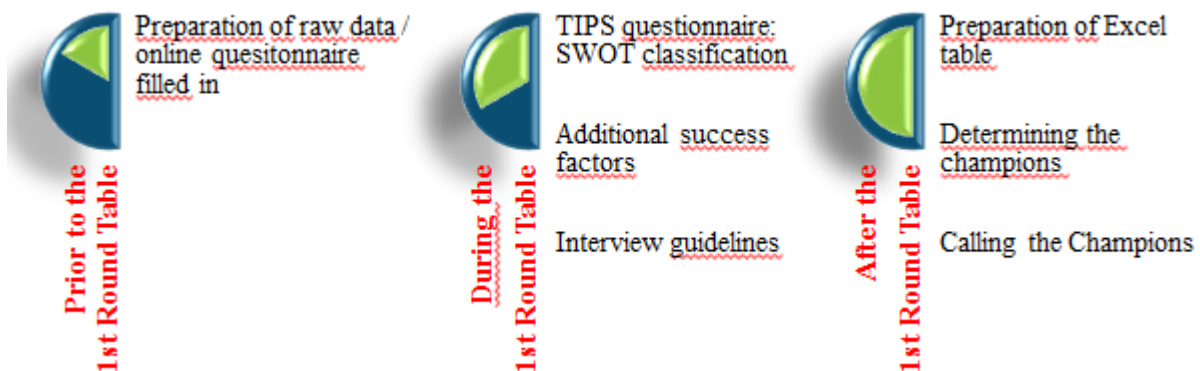 Preparation of raw data /
online quesitonnaire
filled in
Prior to the
1st Round Table
TIPS questionnaire:
SWOT classification
Additional success
factors
Interview guidelines
During the
1st Round Table
Preparation of Excel
table
Determining the
champions
Calling the Champions
After the
1st Round Table